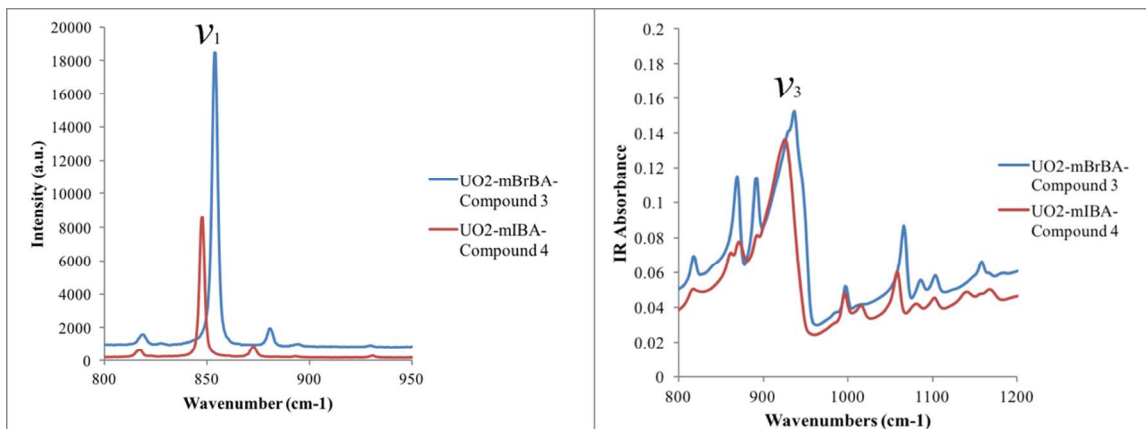 20000
18000
16000
14000
12000
10000
8000
6000
4000
2000
0
Intensity (a.u.)
ν1
800
850
900
950
Wavenumber (cm-1)
UO2-mBrBA-
Compound 3
UO2-mIBA-
Compound 4
0.2
0.18
0.16
0.14
0.12
0.1
0.08
0.06
0.04
0.02
0
IR Absorbance
ν3
800
900
1000
1100
1200
Wavenumbers (cm-1)
UO2-mBrBA-
Compound 3
UO2-mIBA-
Compound 4